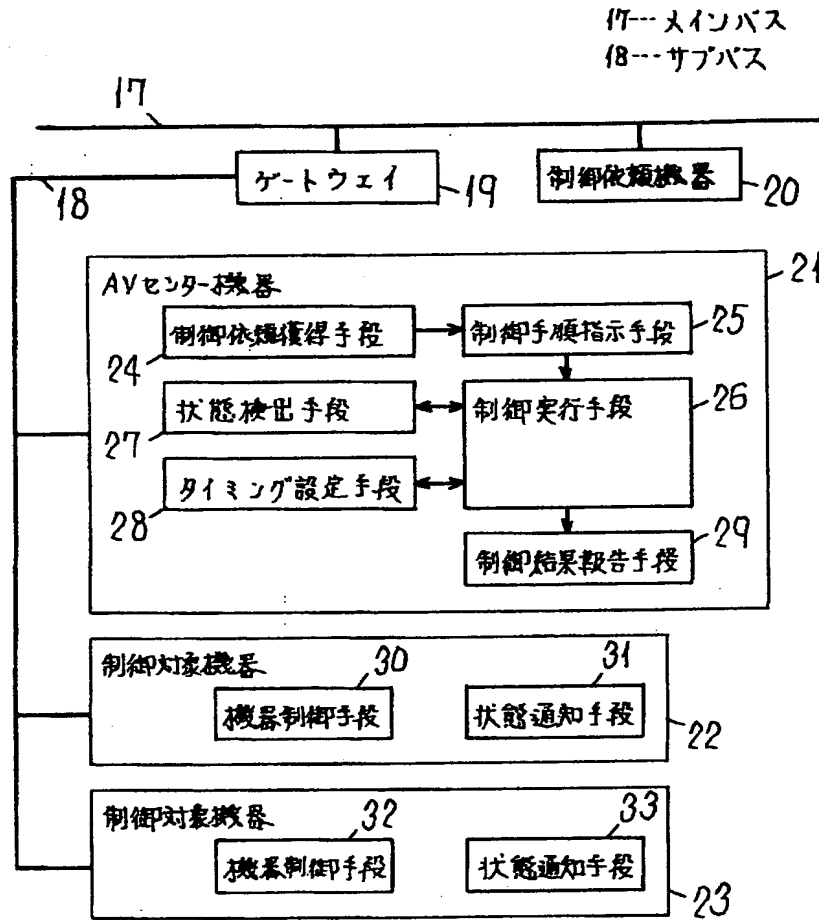 17---メインバス
18---サブバス
17
18
ゲートウェイ
19
制御依頼機器
20
21
AVセンター機器
制御依頼獲得手段
24
制御手順指示手段
25
状態検出手段
27
制御実行手段
26
タイミング設定手段
28
制御結果報告手段
29
制御対象機器
30
機器制御手段
31
状態通知手段
22
制御対象機器
32
機器制御手段
33
状態通知手段
23